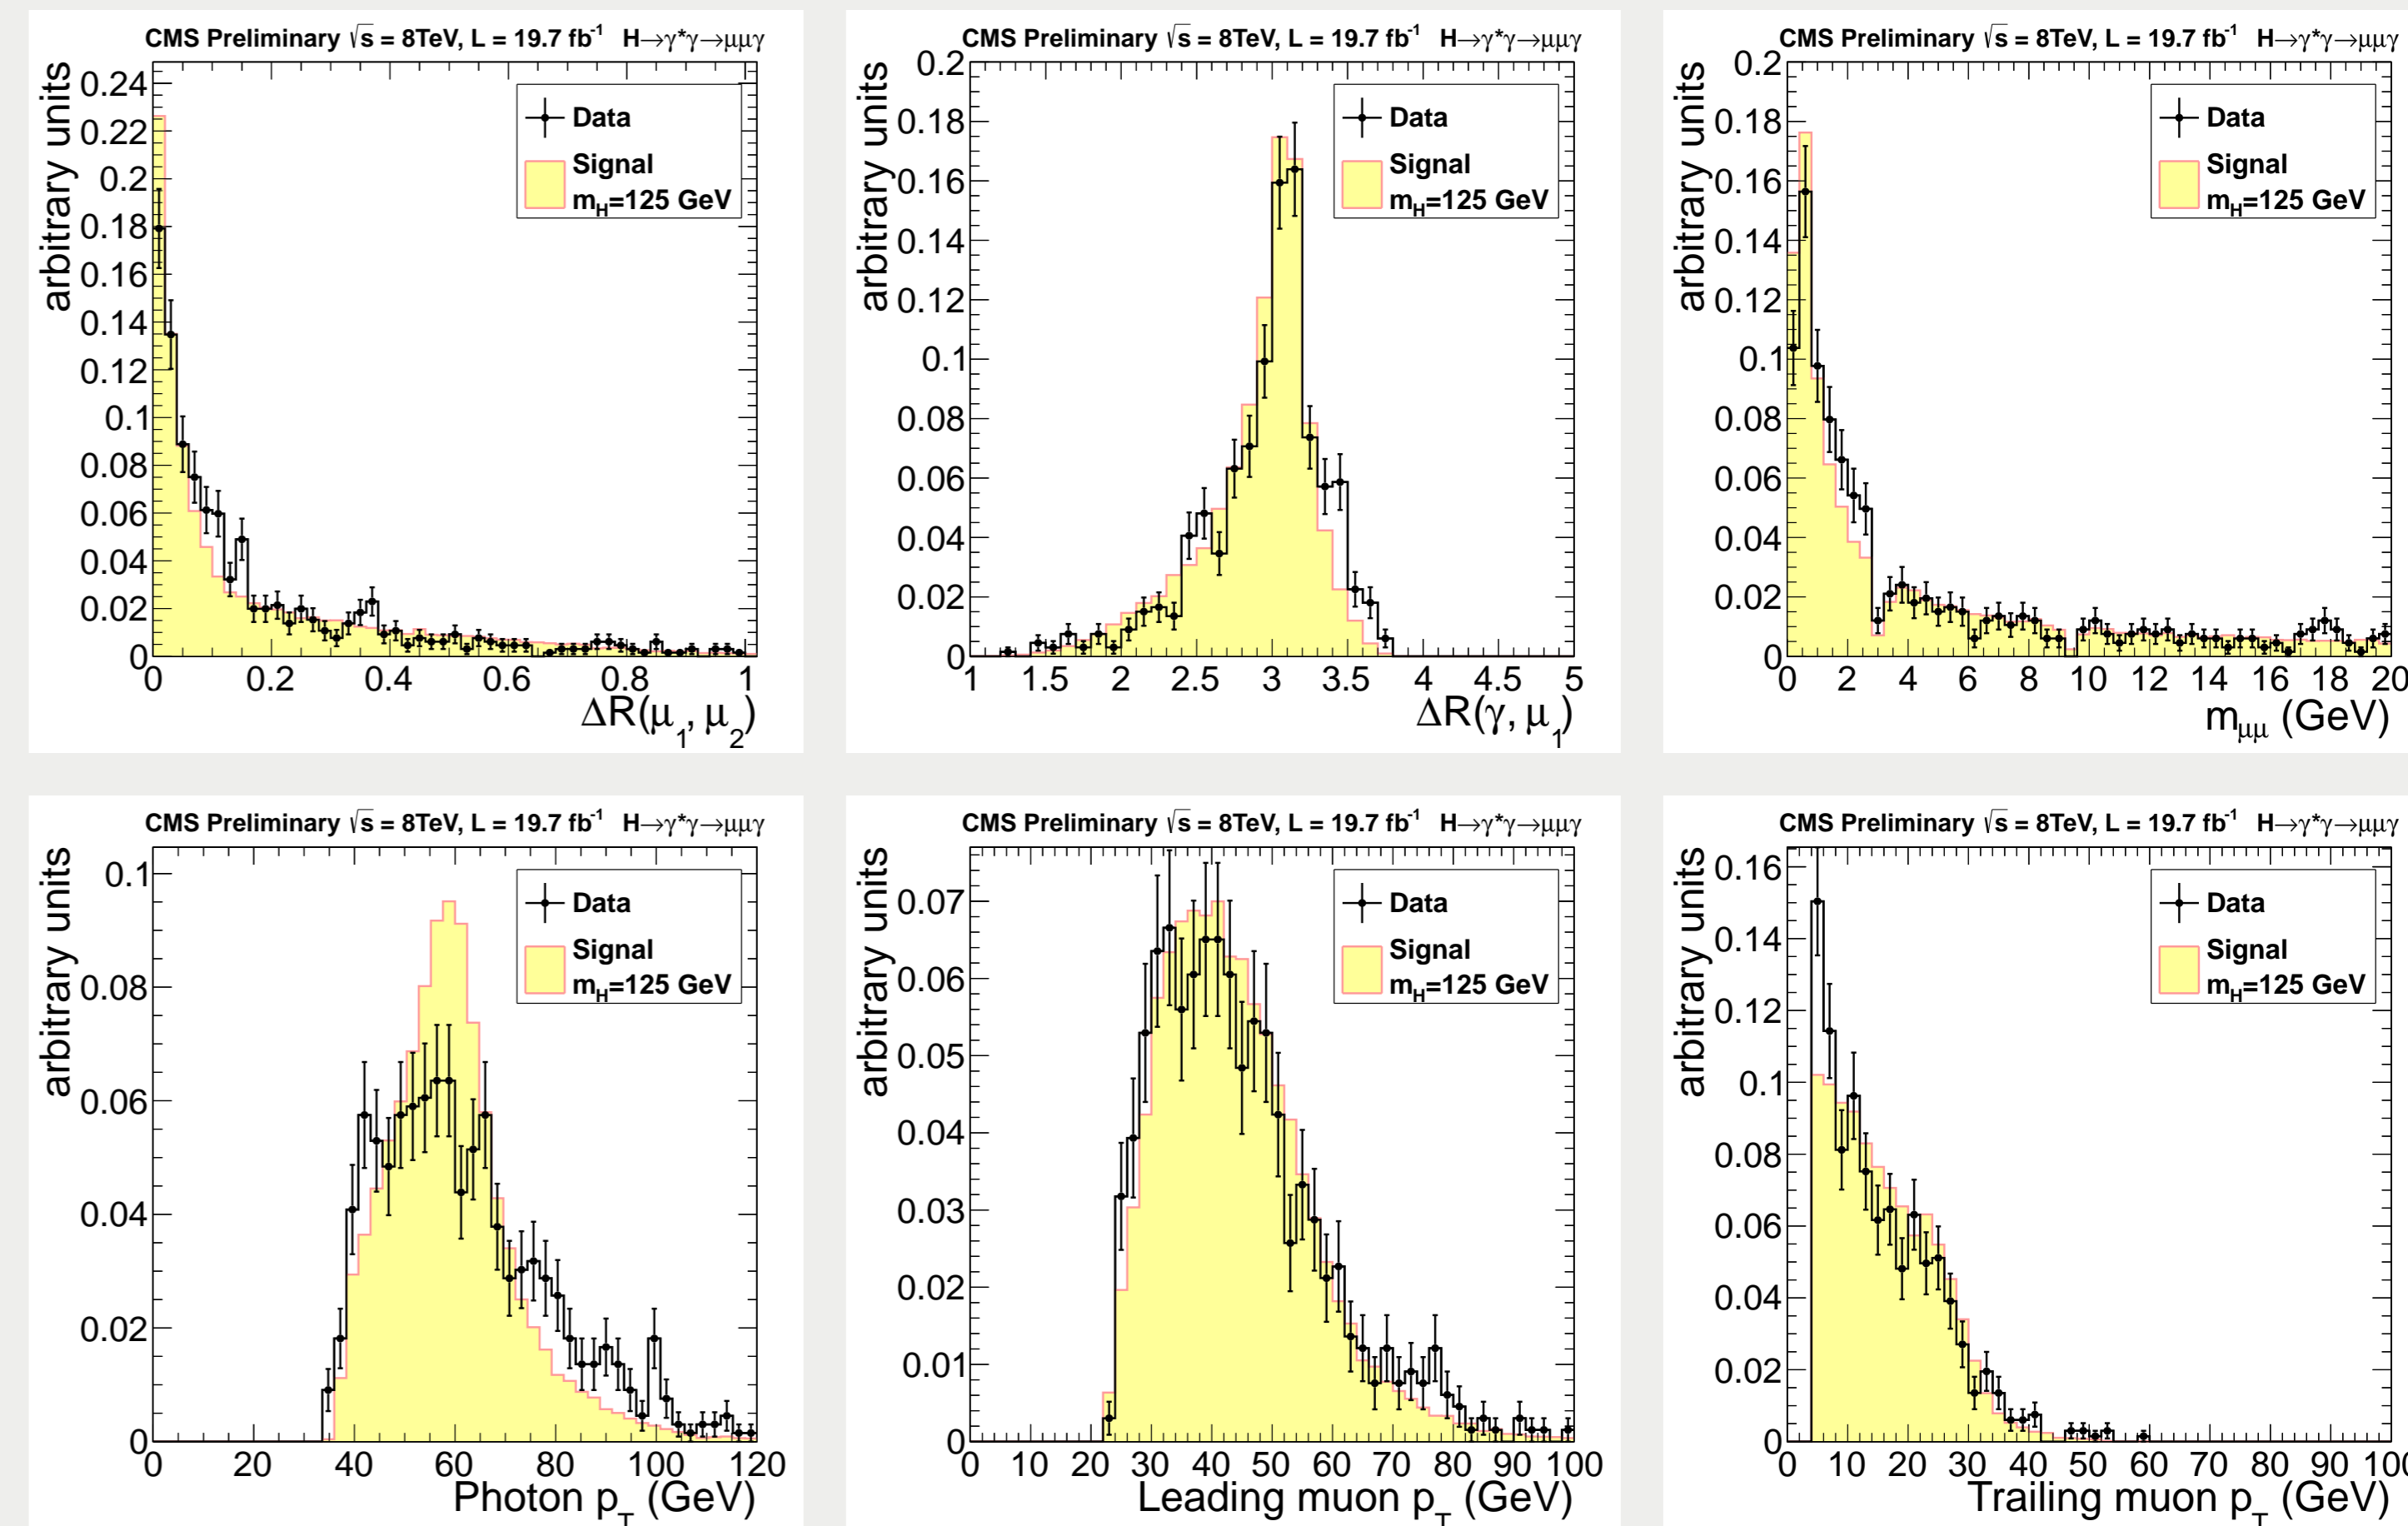 CMS Preliminary √s = 8TeV, L = 19.7 fb⁻¹ H→γ*γ→μμγ
arbitrary units
0.24
0.22
0.2
0.18
0.16
0.14
0.12
0.1
0.08
0.06
0.04
0.02
0
Data
Signal
m_H=125 GeV
0 0.2 0.4 0.6 0.8 1
ΔR(μ₁, μ₂)
CMS Preliminary √s = 8TeV, L = 19.7 fb⁻¹ H→γ*γ→μμγ
arbitrary units
0.2
0.18
0.16
0.14
0.12
0.1
0.08
0.06
0.04
0.02
0
Data
Signal
m_H=125 GeV
1 1.5 2 2.5 3 3.5 4 4.5 5
ΔR(γ, μ₁)
CMS Preliminary √s = 8TeV, L = 19.7 fb⁻¹ H→γ*γ→μμγ
arbitrary units
0.2
0.18
0.16
0.14
0.12
0.1
0.08
0.06
0.04
0.02
0
Data
Signal
m_H=125 GeV
0 2 4 6 8 10 12 14 16 18 20
m_μμ (GeV)
CMS Preliminary √s = 8TeV, L = 19.7 fb⁻¹ H→γ*γ→μμγ
arbitrary units
0.1
0.08
0.06
0.04
0.02
0
Data
Signal
m_H=125 GeV
0 20 40 60 80 100 120
Photon p_T (GeV)
CMS Preliminary √s = 8TeV, L = 19.7 fb⁻¹ H→γ*γ→μμγ
arbitrary units
0.07
0.06
0.05
0.04
0.03
0.02
0.01
0
Data
Signal
m_H=125 GeV
0 10 20 30 40 50 60 70 80 90 100
Leading muon p_T (GeV)
CMS Preliminary √s = 8TeV, L = 19.7 fb⁻¹ H→γ*γ→μμγ
arbitrary units
0.16
0.14
0.12
0.1
0.08
0.06
0.04
0.02
0
Data
Signal
m_H=125 GeV
0 10 20 30 40 50 60 70 80 90 100
Trailing muon p_T (GeV)